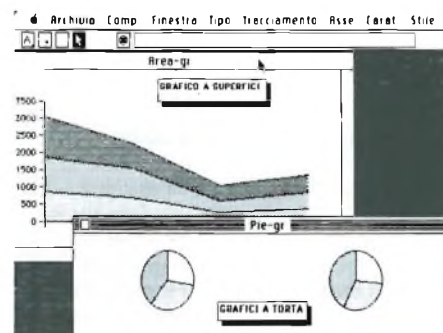 Archivio Comp Finestra Tipo Tracciamento Asse Carat Stile
A
Area-gr
GRAFICO A SUPERFICI
3500
3000
2500
2000
1500
1000
500
0
Pie-gr
GRAFICI A TORTA